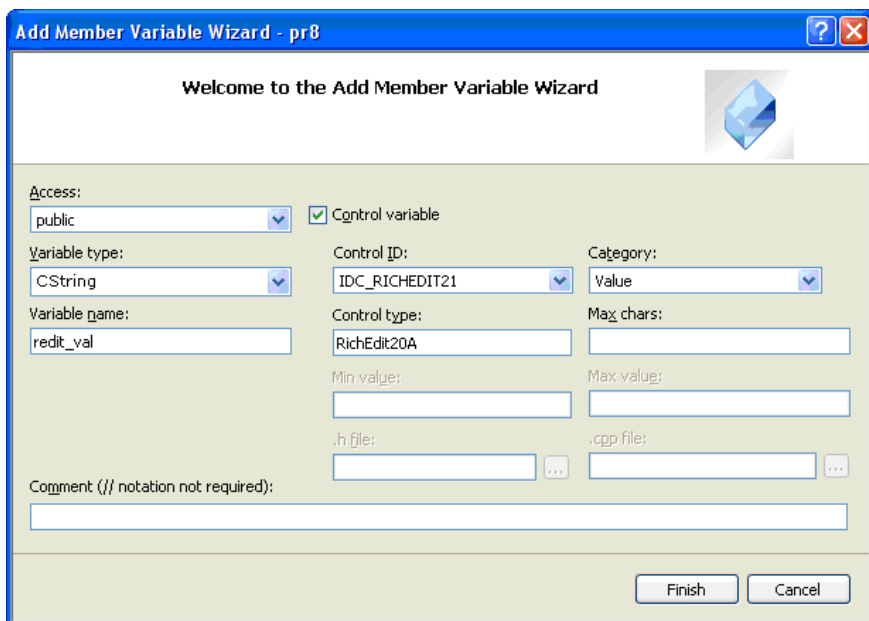 Add Member Variable Wizard - pr8
Welcome to the Add Member Variable Wizard
Access:
public
Control variable
Variable type:
Control ID:
Category:
CString
IDC_RICHEDIT21
Value
Variable name:
Control type:
Max chars:
redit_val
RichEdit20A
Min value:
Max value:
.h file:
.cpp file:
...
...
Comment (// notation not required):
Finish
Cancel